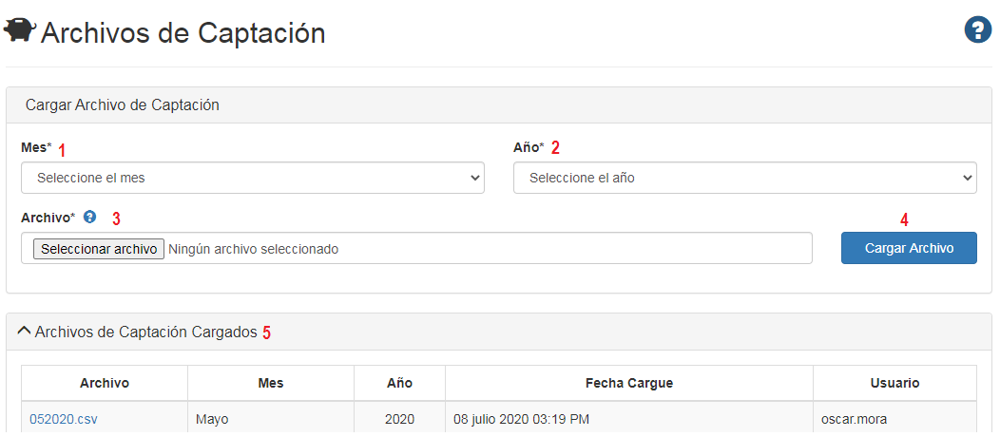 Archivos de Captación ?
Cargar Archivo de Captación
Mes* 1 Año* 2
Seleccione el mes Seleccione el año
Archivo* ? 3 4
Seleccionar archivo Ningún archivo seleccionado Cargar Archivo
Archivos de Captación Cargados 5
Archivo Mes Año Fecha Cargue Usuario
052020.csv Mayo 2020 08 julio 2020 03:19 PM oscar.mora